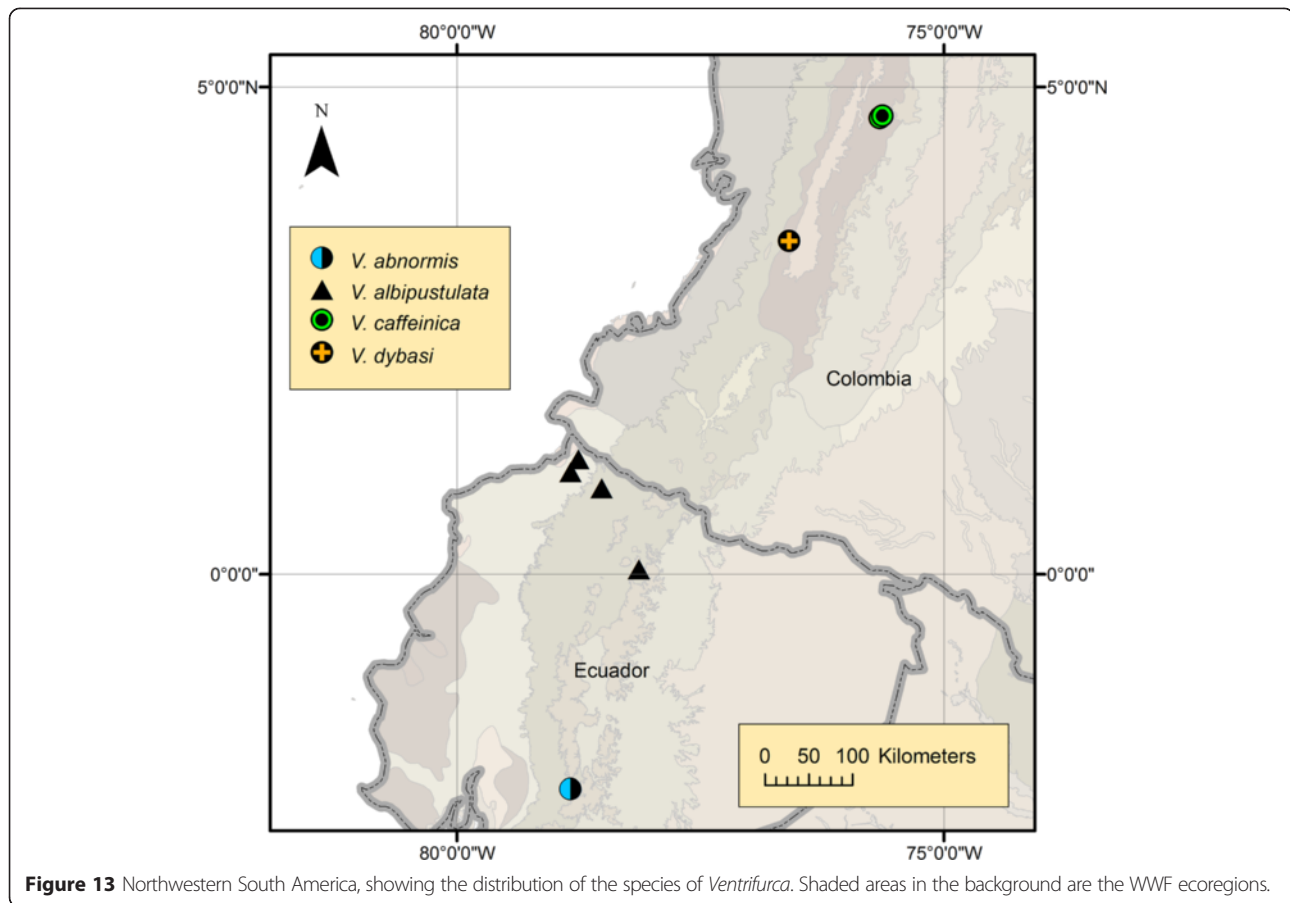 80°0'0"W 75°0'0"W
5°0'0"N 5°0'0"N
N
V. abnormis
V. albipustulata
V. caffeinica
V. dybasi
Colombia
0°0'0" 0°0'0"
Ecuador
0 50 100 Kilometers
80°0'0"W 75°0'0"W
Figure 13 Northwestern South America, showing the distribution of the species of Ventrifurca. Shaded areas in the background are the WWF ecoregions.